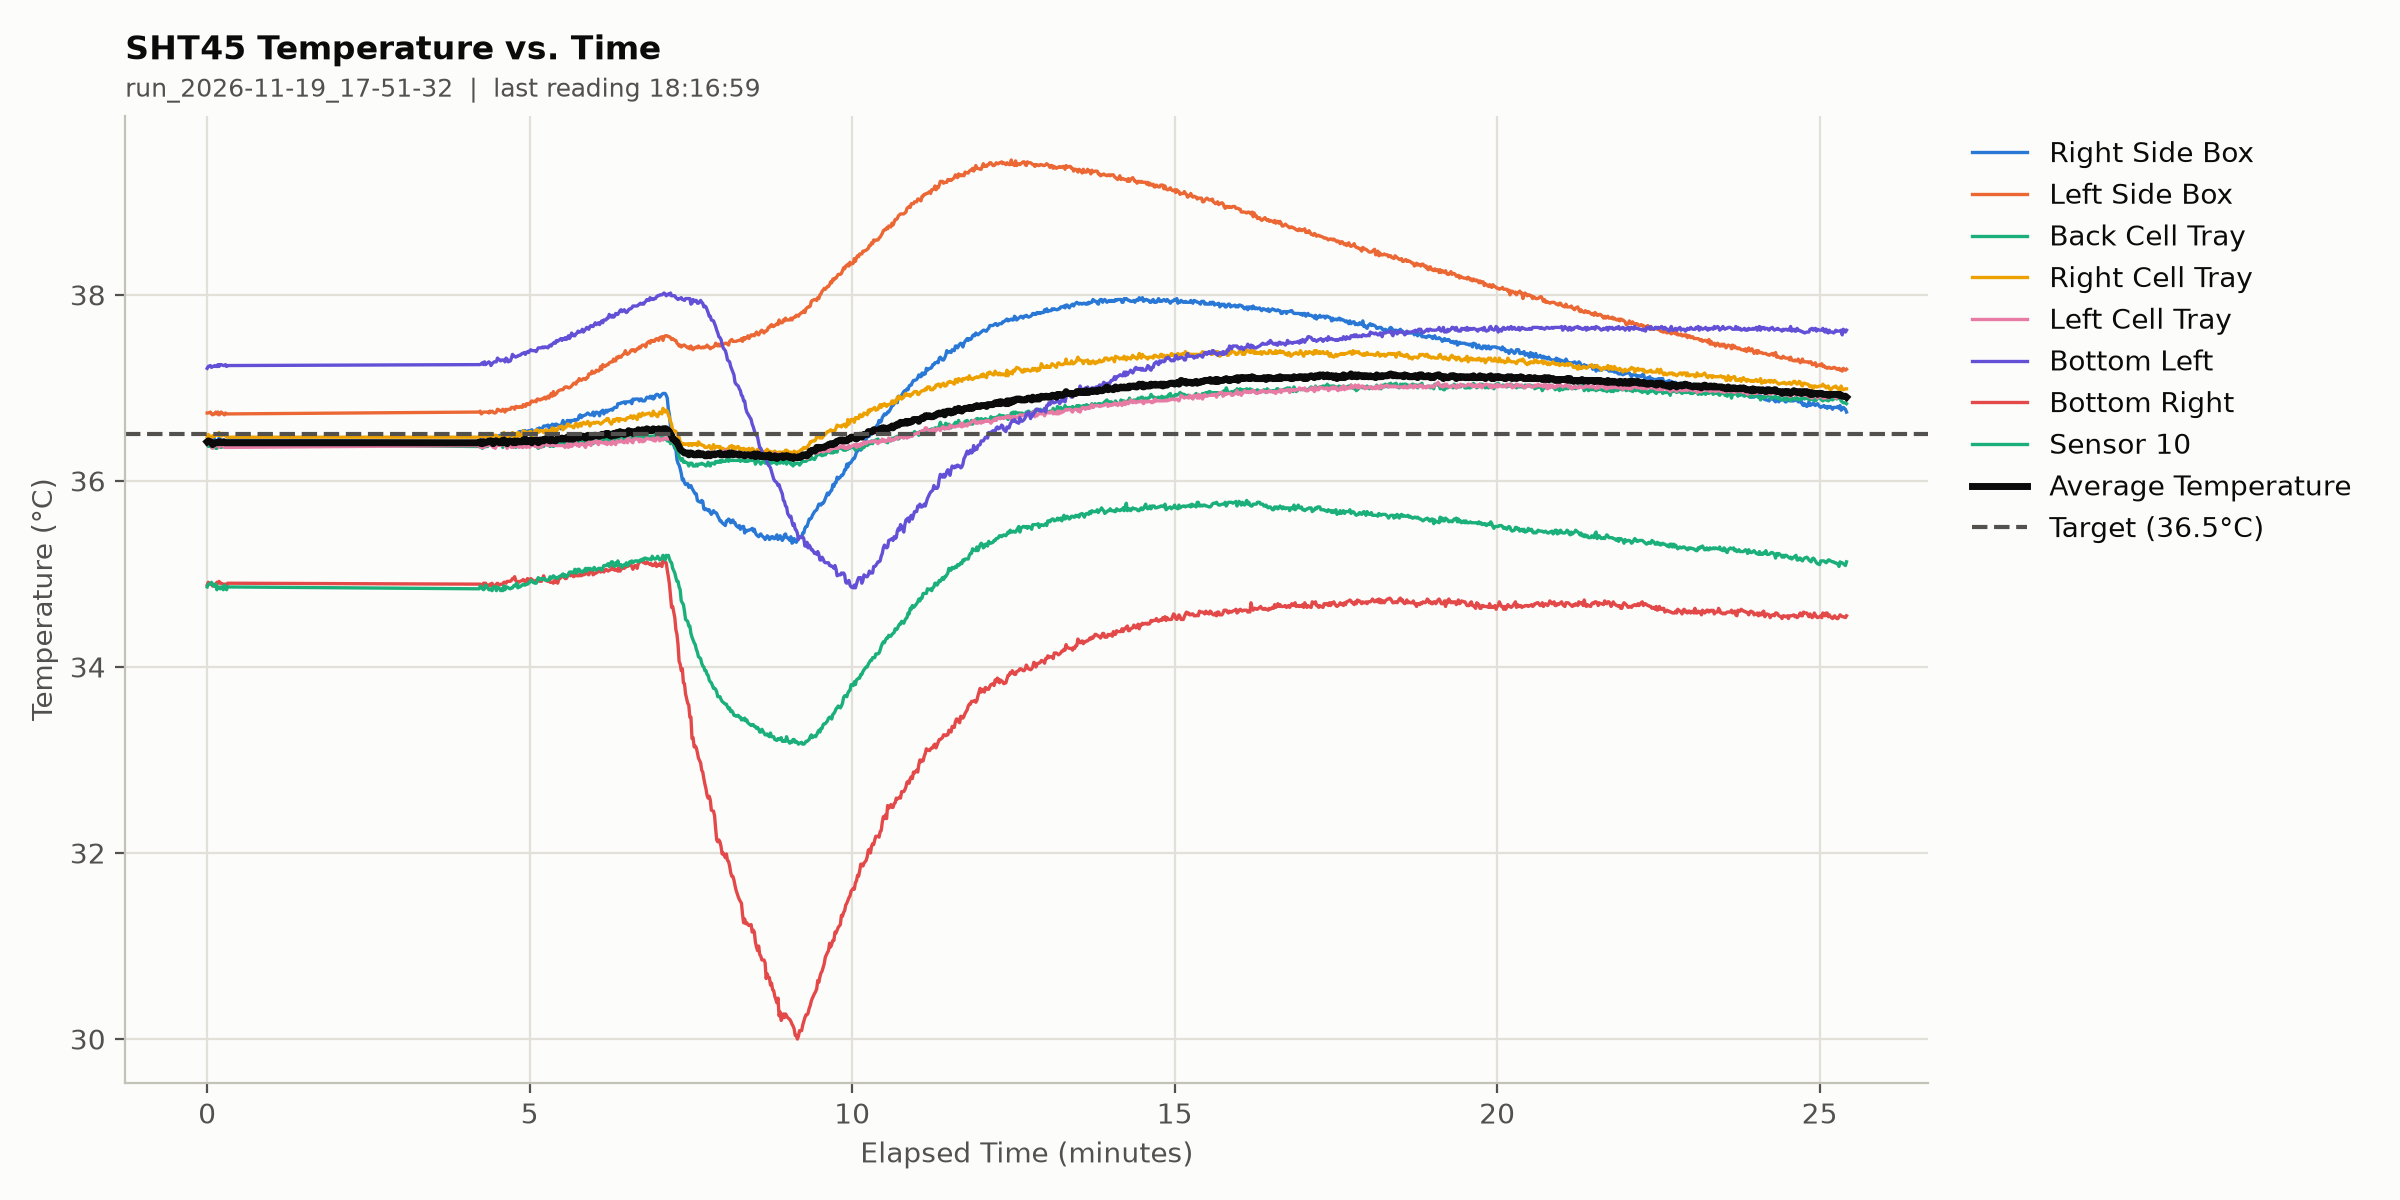 SHT45 Temperature vs. Time
run_2026-11-19_17-51-32 | last reading 18:16:59
Temperature (°C)
38
36
34
32
30
0 5 10 15 20 25
Elapsed Time (minutes)
Right Side Box
Left Side Box
Back Cell Tray
Right Cell Tray
Left Cell Tray
Bottom Left
Bottom Right
Sensor 10
Average Temperature
Target (36.5°C)